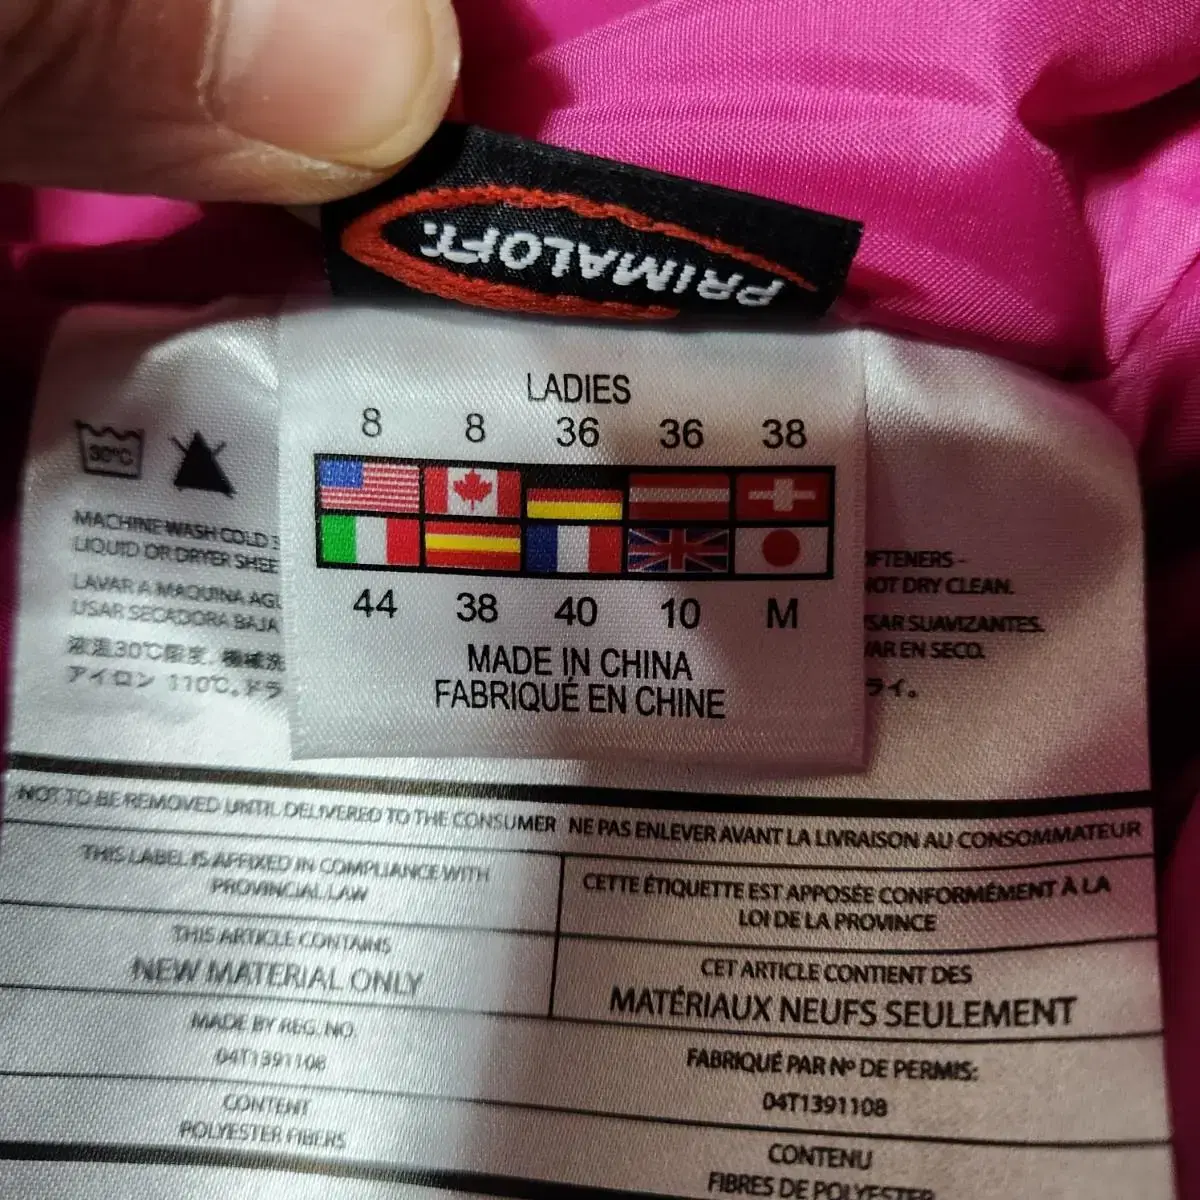 PRIMALOFT.
LADIES
8 8 36 36 38
44 38 40 10 M
MADE IN CHINA
FABRIQUÉ EN CHINE
30°C
MACHINE WASH COLD
LIQUID OR DRYER SHEE
LAVAR A MAQUINA AGU
USAR SECADORA BAJA
液温30℃限度、機械洗
アイロン 110℃。ドラ
FTENERS -
NOT DRY CLEAN.
SAR SUAVIZANTES.
AR EN SECO.
ライ。
NOT TO BE REMOVED UNTIL DELIVERED TO THE CONSUMER NE PAS ENLEVER AVANT LA LIVRAISON AU CONSOMMATEUR
THIS LABEL IS AFFIXED IN COMPLIANCE WITH
PROVINCIAL LAW
CETTE ÉTIQUETTE EST APPOSÉE CONFORMÉMENT À LA
LOI DE LA PROVINCE
THIS ARTICLE CONTAINS
NEW MATERIAL ONLY
CET ARTICLE CONTIENT DES
MATÉRIAUX NEUFS SEULEMENT
MADE BY REG. NO.
04T1391108
FABRIQUÉ PAR Nº DE PERMIS:
04T1391108
CONTENT
POLYESTER FIBERS
CONTENU
FIBRES DE POLYESTER